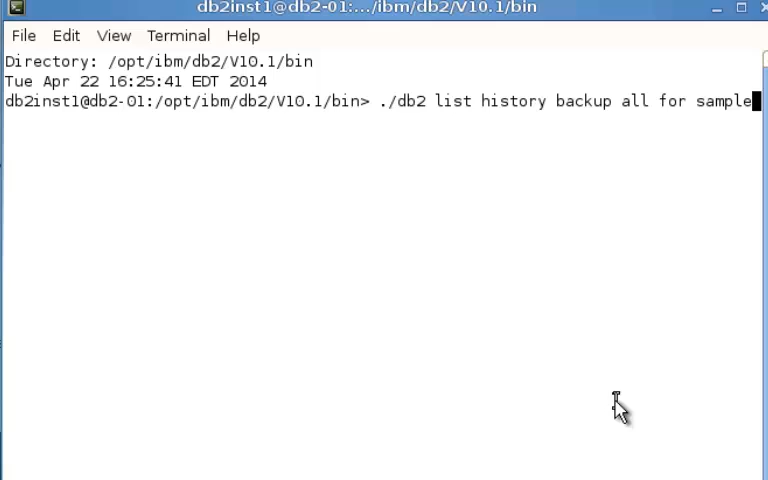 db2inst1@db2-01:.../ibm/db2/V10.1/bin
File Edit View Terminal Help
Directory: /opt/ibm/db2/V10.1/bin
Tue Apr 22 16:25:41 EDT 2014
db2inst1@db2-01:/opt/ibm/db2/V10.1/bin> ./db2 list history backup all for sample